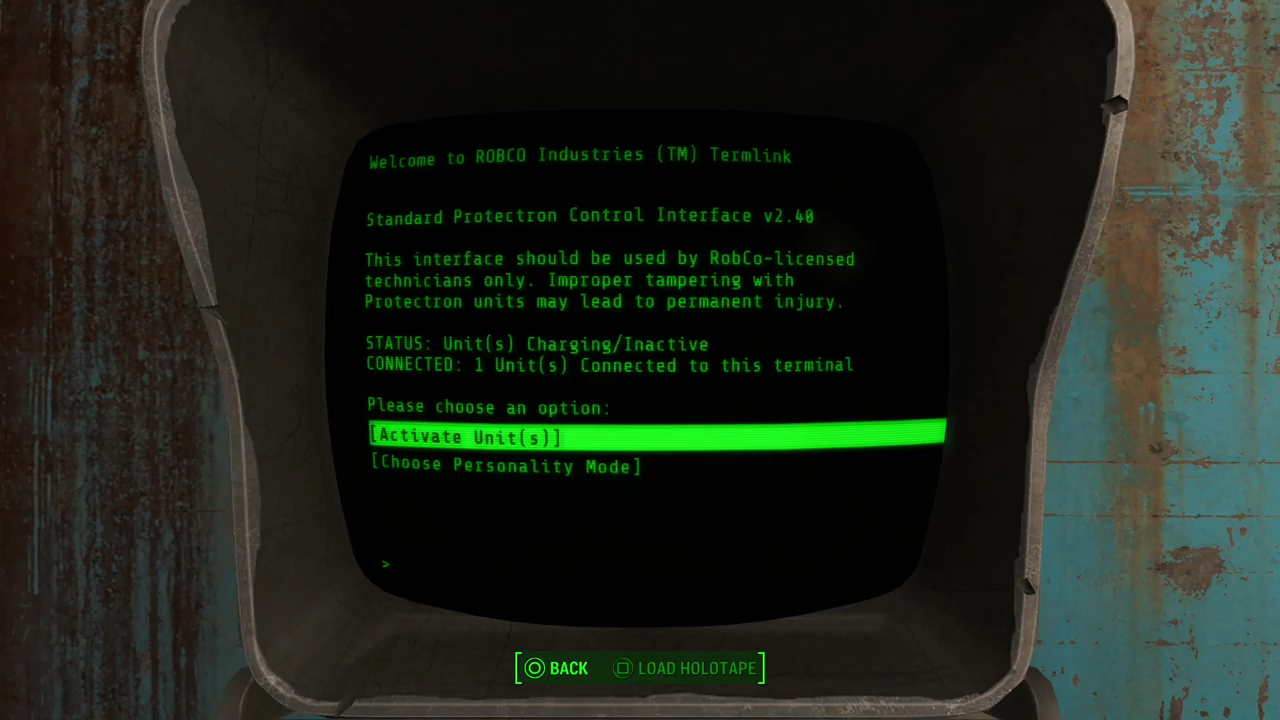 Welcome to ROBCO Industries (TM) Termlink
Standard Protectron Control Interface v2.40
This interface should be used by RobCo-licensed
technicians only. Improper tampering with
Protectron units may lead to permanent injury.
STATUS: Unit(s) Charging/Inactive
CONNECTED: 1 Unit(s) Connected to this terminal
Please choose an option:
[Activate Unit(s)]
[Choose Personality Mode]
>
BACK LOAD HOLOTAPE